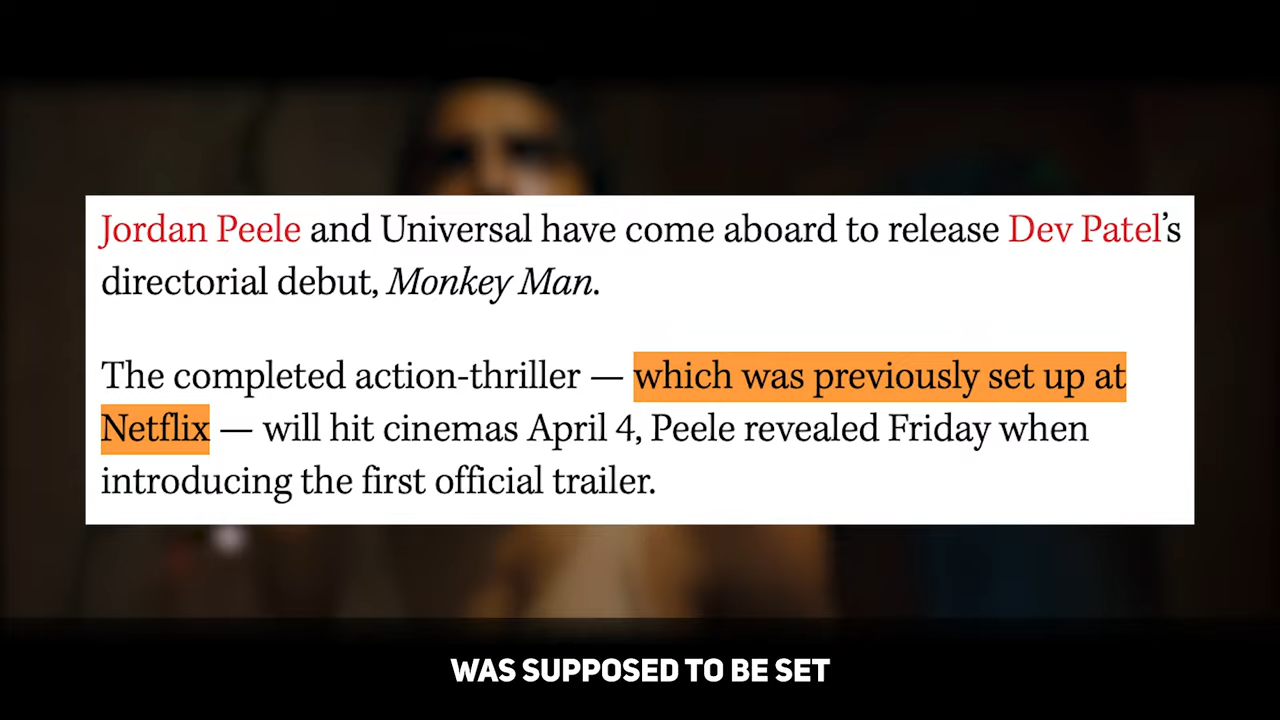 Jordan Peele and Universal have come aboard to release Dev Patel’s
directorial debut, Monkey Man.
The completed action-thriller — which was previously set up at
Netflix — will hit cinemas April 4, Peele revealed Friday when
introducing the first official trailer.
WAS SUPPOSED TO BE SET